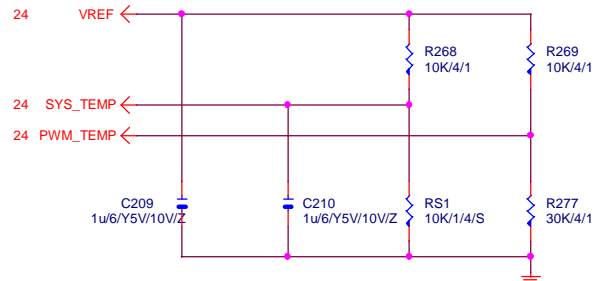 24 VREF
R268
10K/4/1
R269
10K/4/1
24 SYS_TEMP
24 PWM_TEMP
C209
1u/6/Y5V/10V/Z
C210
1u/6/Y5V/10V/Z
RS1
10K/1/4/S
R277
30K/4/1